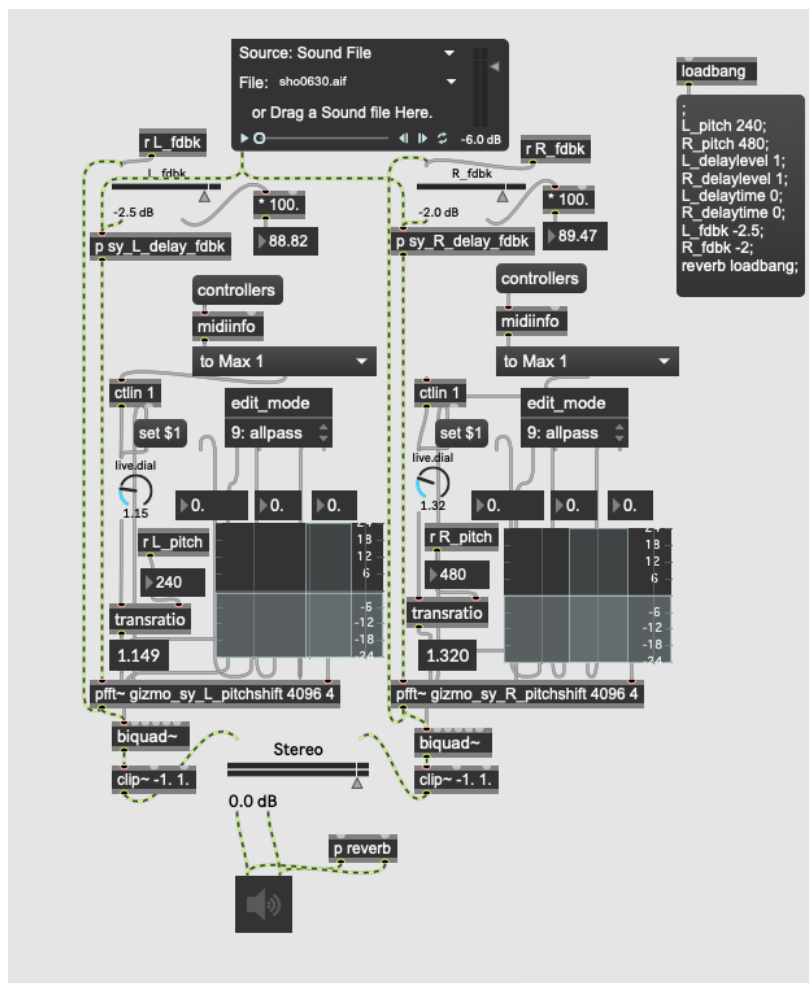 Source: Sound File
File: sho0630.aif
or Drag a Sound file Here.
-6.0 dB
loadbang
;
L_pitch 240;
R_pitch 480;
L_delaylevel 1;
R_delaylevel 1;
L_delaytime 0;
R_delaytime 0;
L_fdbk -2.5;
R_fdbk -2;
reverb loadbang;
r L_fdbk
L_fdbk
* 100.
-2.5 dB
88.82
p sy_L_delay_fdbk
r R_fdbk
R_fdbk
* 100.
-2.0 dB
89.47
p sy_R_delay_fdbk
controllers
midiinfo
to Max 1
ctlin 1
edit_mode
set $1
9: allpass
live.dial
1.15
0.
0.
0.
r L_pitch
240
transratio
1.149
24
18
12
6
-6
-12
-18
-24
pfft~ gizmo_sy_L_pitchshift 4096 4
biquad~
clip~ -1. 1.
controllers
midiinfo
to Max 1
ctlin 1
edit_mode
set $1
9: allpass
live.dial
1.32
0.
0.
0.
r R_pitch
480
transratio
1.320
24
18
12
6
-6
-12
-18
-24
pfft~ gizmo_sy_R_pitchshift 4096 4
biquad~
clip~ -1. 1.
Stereo
0.0 dB
p reverb